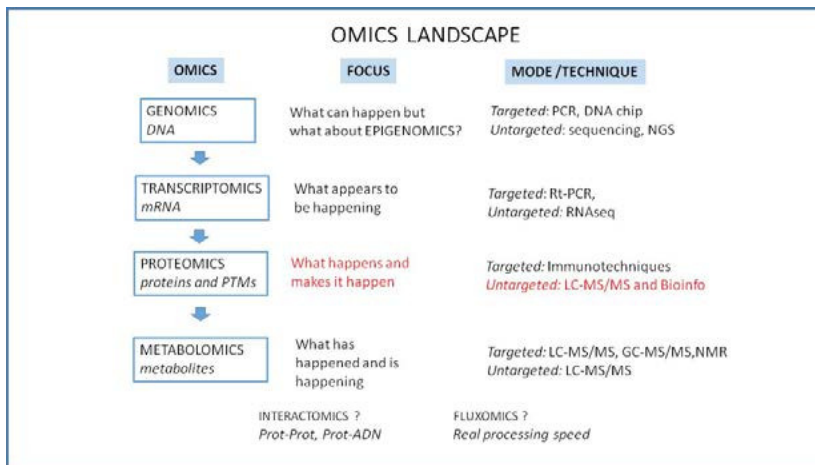 OMICS LANDSCAPE
OMICS
FOCUS
MODE /TECHNIQUE
GENOMICS
DNA
What can happen but
what about EPIGENOMICS?
Targeted: PCR, DNA chip
Untargeted: sequencing, NGS
TRANSCRIPTOMICS
mRNA
What appears to
be happening
Targeted: Rt-PCR,
Untargeted: RNAseq
PROTEOMICS
proteins and PTMs
What happens and
makes it happen
Targeted: Immunotechniques
Untargeted: LC-MS/MS and Bioinfo
METABOLOMICS
metabolites
What has
happened and is
happening
Targeted: LC-MS/MS, GC-MS/MS,NMR
Untargeted: LC-MS/MS
INTERACTOMICS ?
Prot-Prot, Prot-ADN
FLUXOMICS ?
Real processing speed